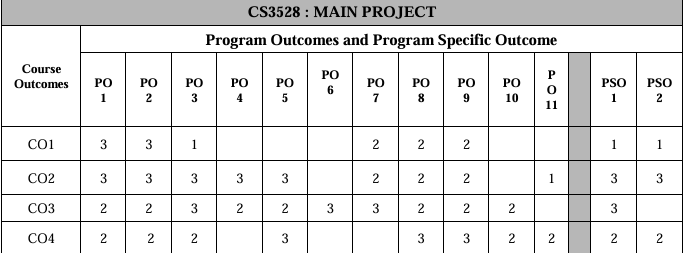 CS3528 : MAIN PROJECT
Course Outcomes Program Outcomes and Program Specific Outcome
PO 1 PO 2 PO 3 PO 4 PO 5 PO 6 PO 7 PO 8 PO 9 PO 10 P O 11 PSO 1 PSO 2
CO1 3 3 1 2 2 2 1 1
CO2 3 3 3 3 3 2 2 2 1 3 3
CO3 2 2 3 2 2 3 3 2 2 2 3
CO4 2 2 2 3 3 3 2 2 2 2